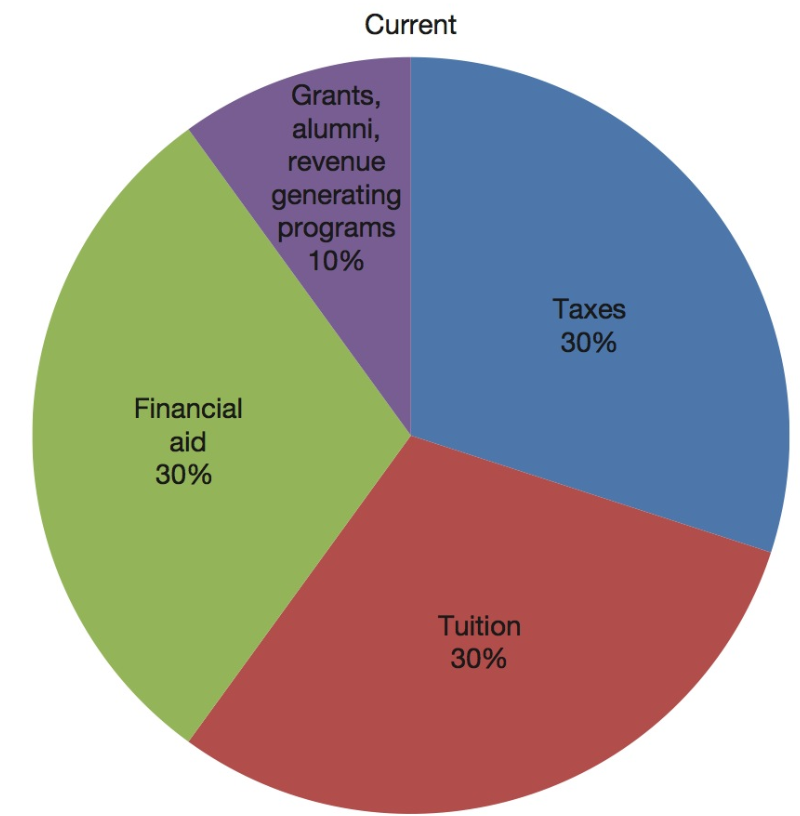 Current
Grants,
alumni,
revenue
generating
programs
10%
Taxes
30%
Financial
aid
30%
Tuition
30%